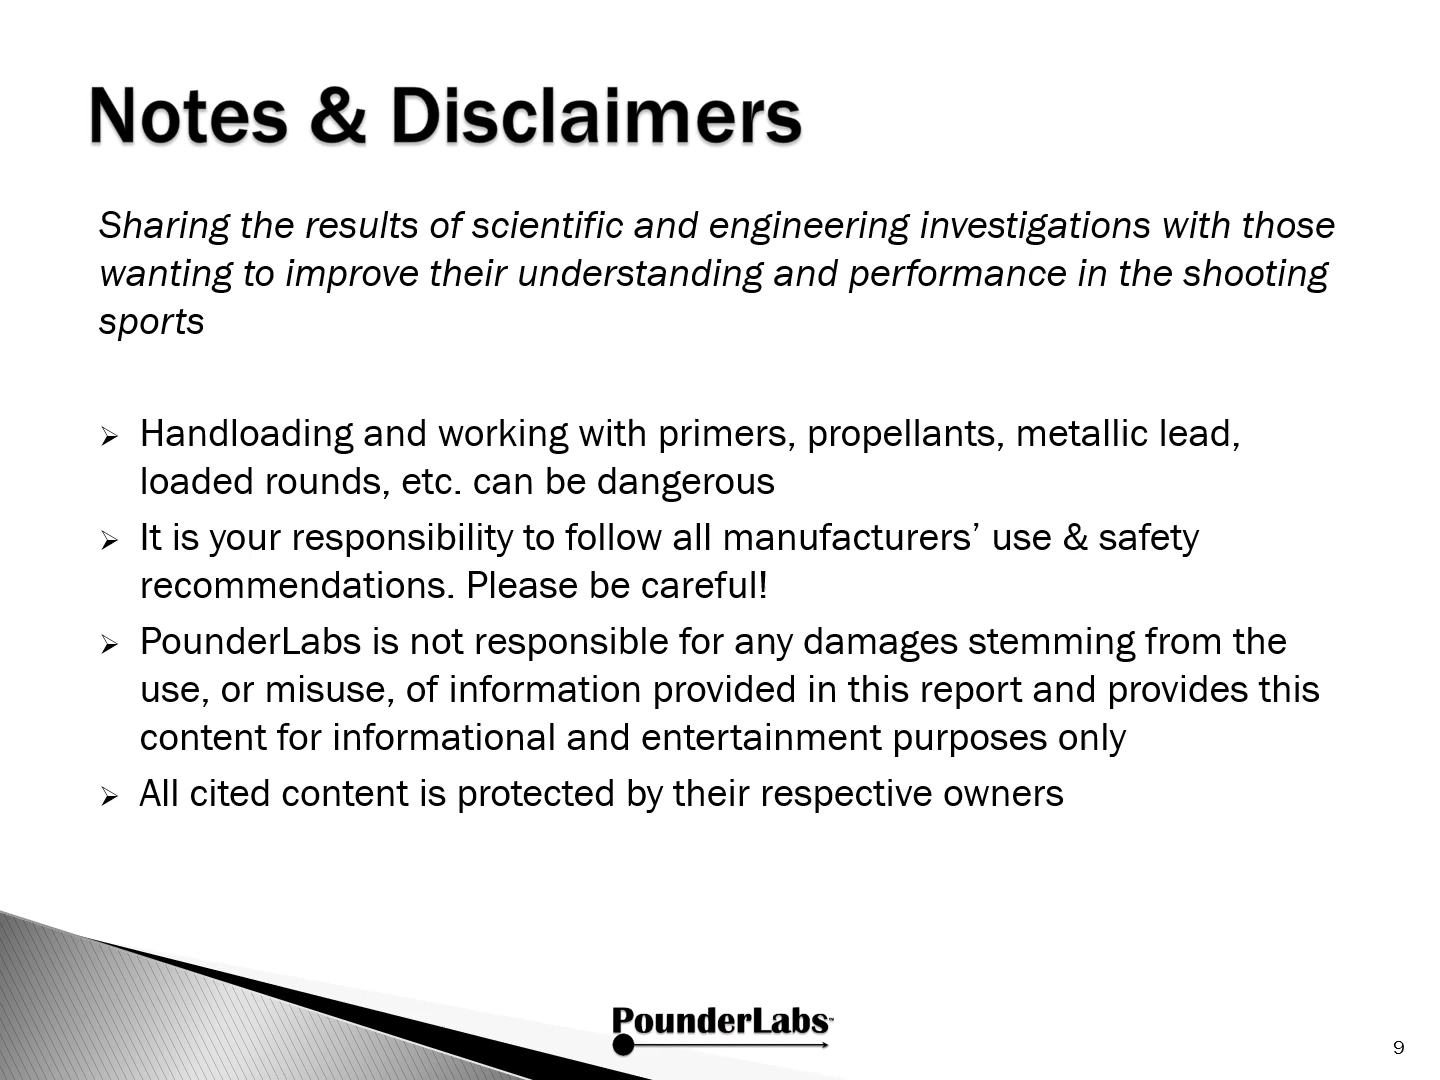 Notes & Disclaimers
Sharing the results of scientific and engineering investigations with those
wanting to improve their understanding and performance in the shooting
sports
➢ Handloading and working with primers, propellants, metallic lead,
loaded rounds, etc. can be dangerous
➢ It is your responsibility to follow all manufacturers’ use & safety
recommendations. Please be careful!
➢ PounderLabs is not responsible for any damages stemming from the
use, or misuse, of information provided in this report and provides this
content for informational and entertainment purposes only
➢ All cited content is protected by their respective owners
PounderLabs™
9